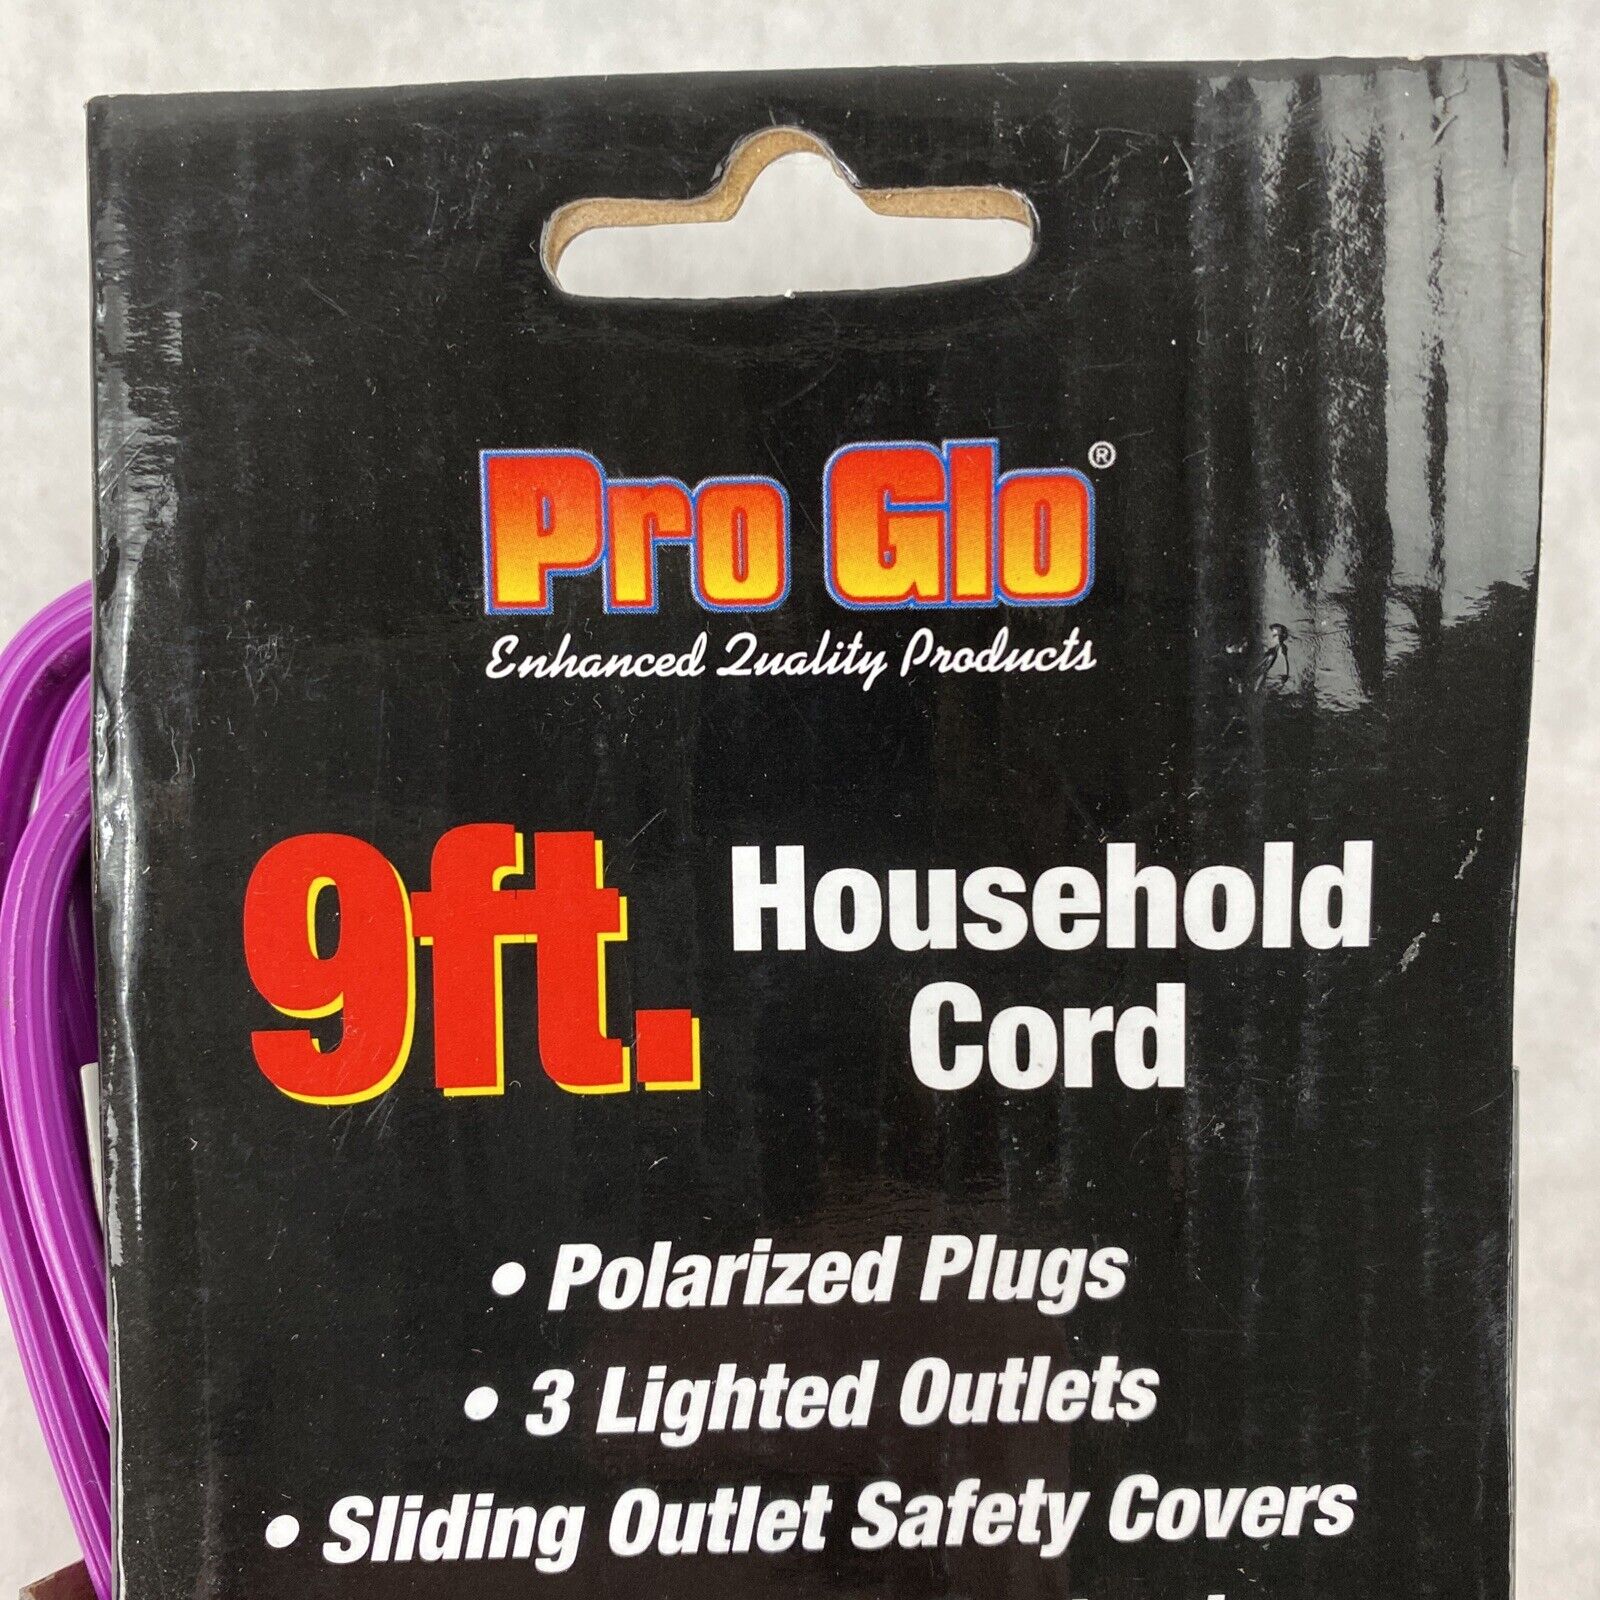 Pro Glo®
Enhanced Quality Products
9ft. Household
Cord
• Polarized Plugs
• 3 Lighted Outlets
• Sliding Outlet Safety Covers